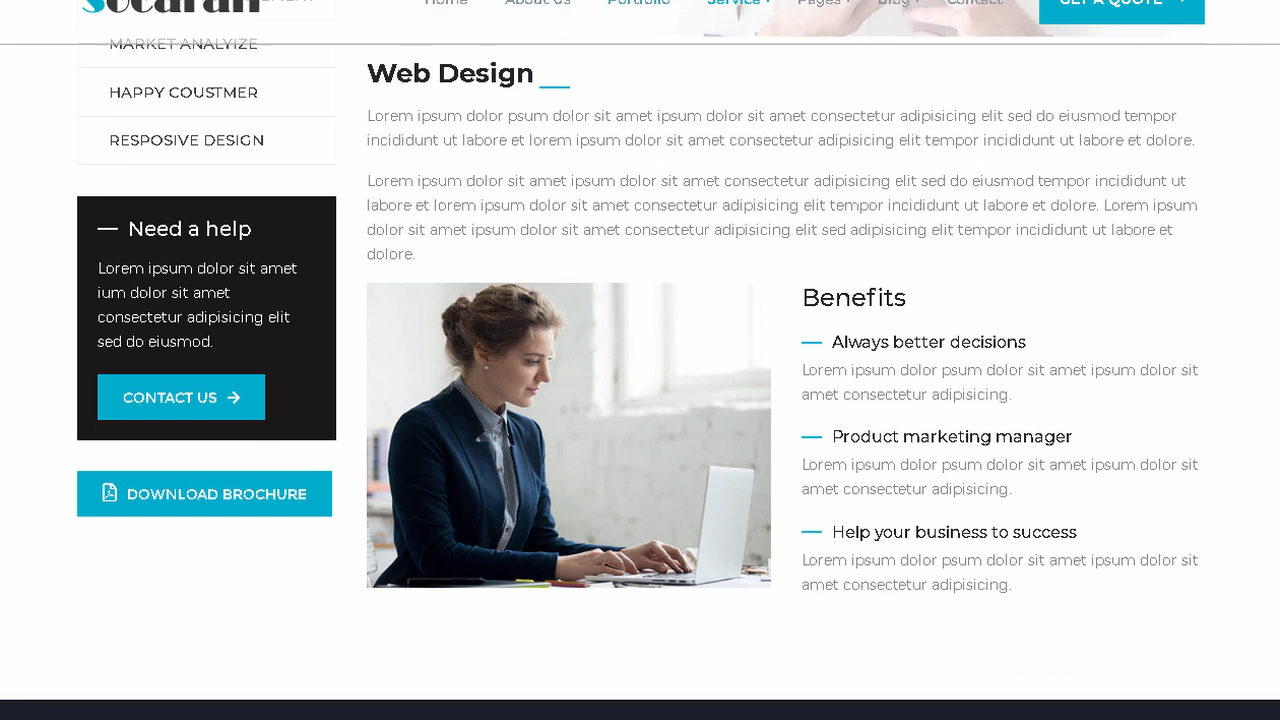 Home About Us Portfolio Service Pages Blog Contact GET A QUOTE
MARKET ANALYIZE
HAPPY COUSTMER
RESPOSIVE DESIGN
Need a help
Lorem ipsum dolor sit amet
ium dolor sit amet
consectetur adipisicing elit
sed do eiusmod.
CONTACT US
DOWNLOAD BROCHURE
Web Design
Lorem ipsum dolor psum dolor sit amet ipsum dolor sit amet consectetur adipisicing elit sed do eiusmod tempor
incididunt ut labore et lorem ipsum dolor sit amet consectetur adipisicing elit tempor incididunt ut labore et dolore.
Lorem ipsum dolor sit amet ipsum dolor sit amet consectetur adipisicing elit sed do eiusmod tempor incididunt ut
labore et lorem ipsum dolor sit amet consectetur adipisicing elit tempor incididunt ut labore et dolore. Lorem ipsum
dolor sit amet ipsum dolor sit amet consectetur adipisicing elit sed adipisicing elit tempor incididunt ut labore et
dolore.
Benefits
Always better decisions
Lorem ipsum dolor psum dolor sit amet ipsum dolor sit
amet consectetur adipisicing.
Product marketing manager
Lorem ipsum dolor psum dolor sit amet ipsum dolor sit
amet consectetur adipisicing.
Help your business to success
Lorem ipsum dolor psum dolor sit amet ipsum dolor sit
amet consectetur adipisicing.